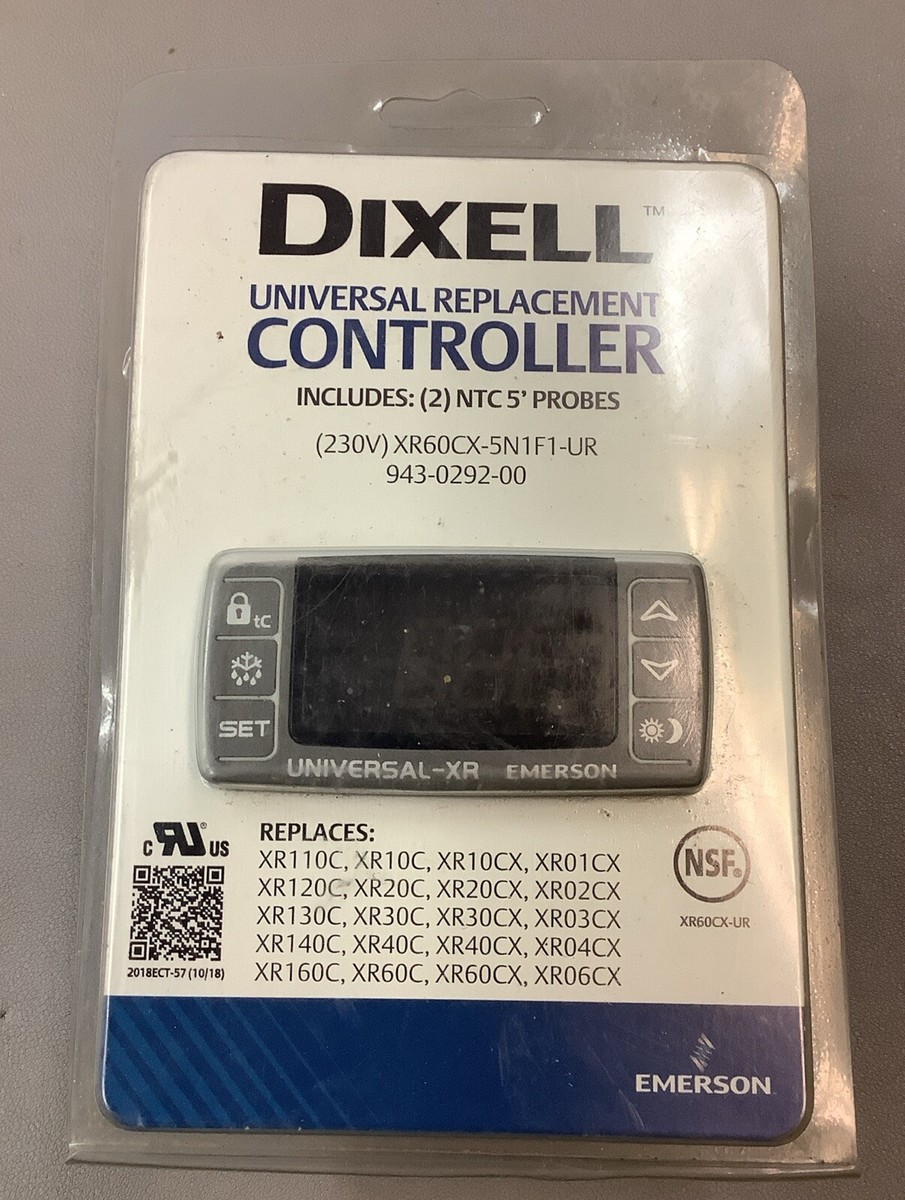 DIXELL™
UNIVERSAL REPLACEMENT
CONTROLLER
INCLUDES: (2) NTC 5' PROBES
(230V) XR60CX-5N1F1-UR
943-0292-00
tC
SET
UNIVERSAL-XR EMERSON
C RU® US
2018ECT-57 (10/18)
REPLACES:
XR110C, XR10C, XR10CX, XR01CX
XR120C, XR20C, XR20CX, XR02CX
XR130C, XR30C, XR30CX, XR03CX
XR140C, XR40C, XR40CX, XR04CX
XR160C, XR60C, XR60CX, XR06CX
NSF®
XR60CX-UR
EMERSON